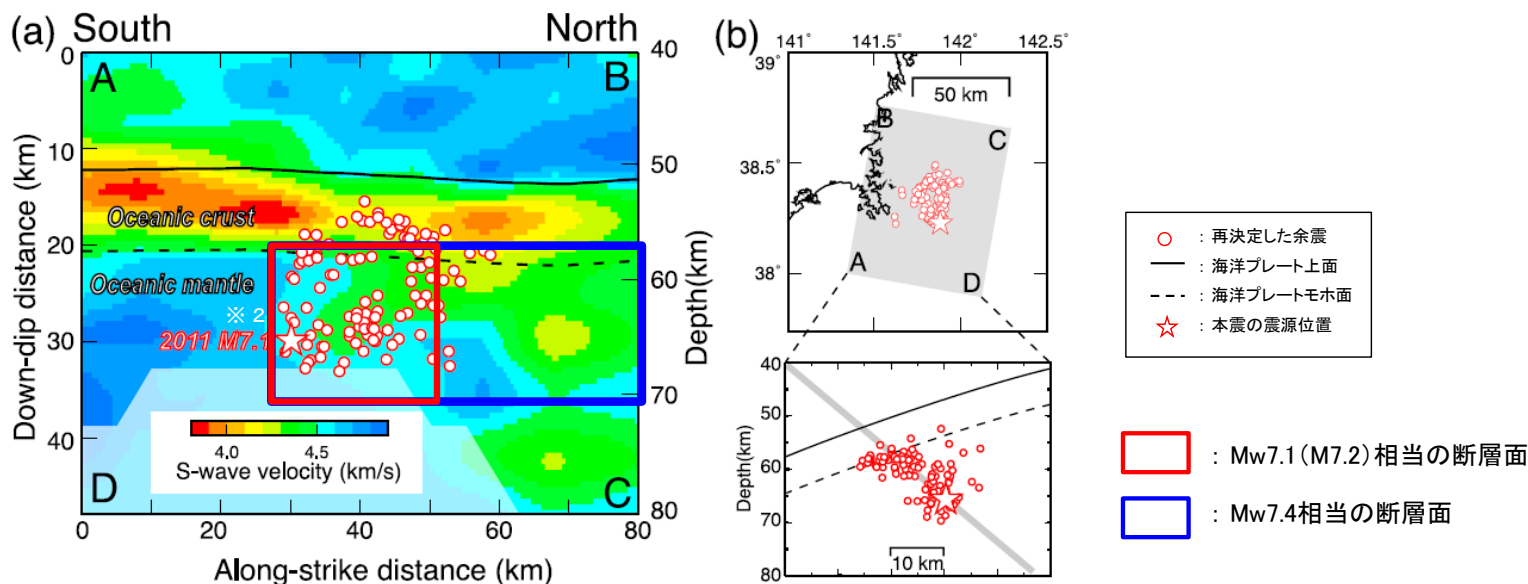 (a) South North
0
10
20
30
40
Down-dip distance (km)
A B
Oceanic crust
Oceanic mantle
※ 2
2011 M7.1
4.0 4.5
S-wave velocity (km/s)
D C
40
50
60
70
80
Depth(km)
0 20 40 60 80
Along-strike distance (km)
(b)
141° 141.5° 142° 142.5°
39°
38.5°
38°
50 km
B
C
A
D
40
50
60
70
80
Depth(km)
10 km
: 再決定した余震
: 海洋プレート上面
: 海洋プレートモホ面
: 本震の震源位置
: Mw7.1(M7.2)相当の断層面
: Mw7.4相当の断層面